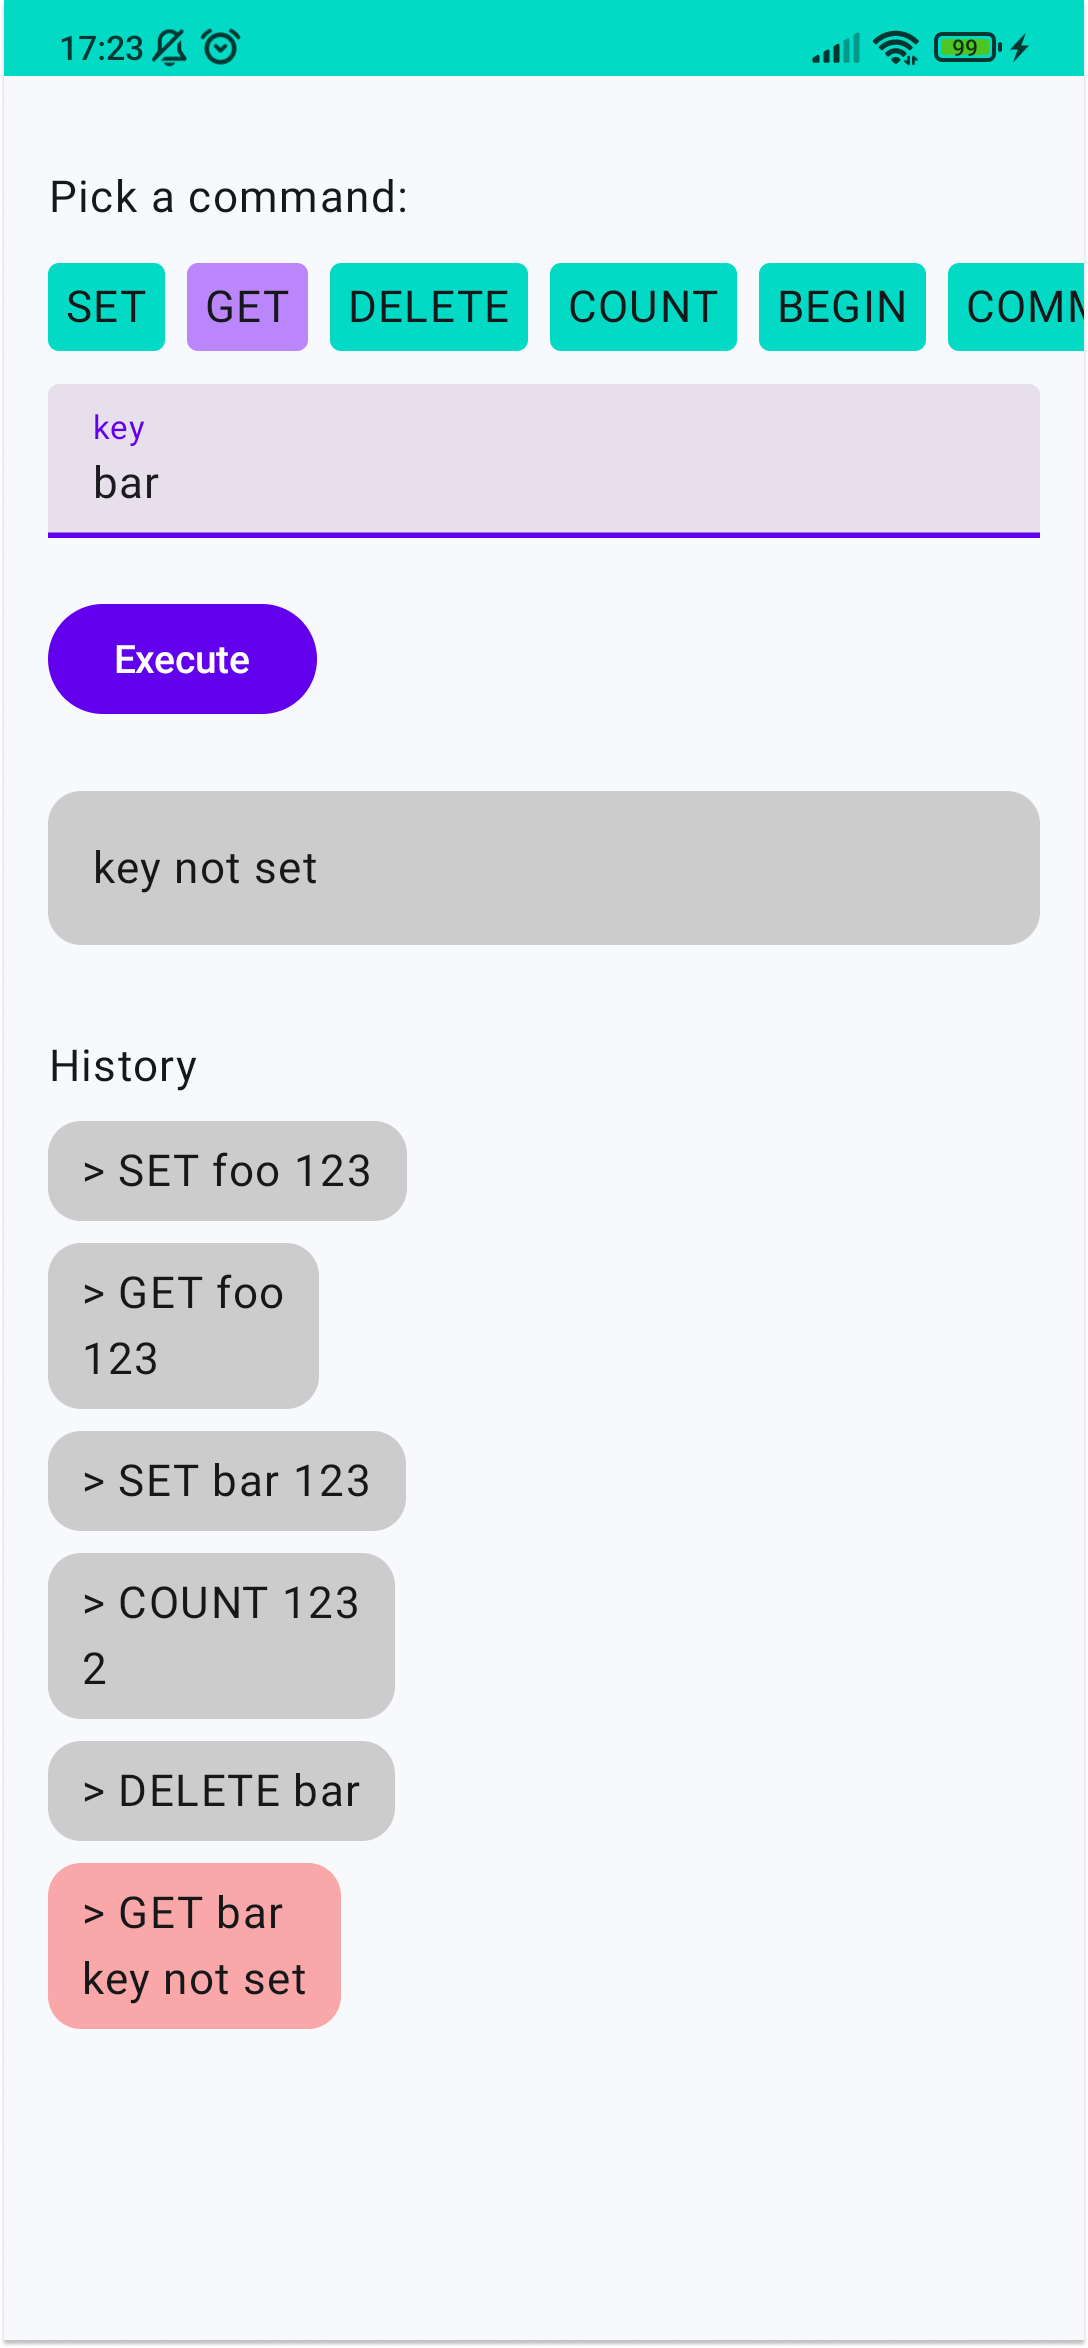 17:23 99
Pick a command:
SET GET DELETE COUNT BEGIN COMM
key
bar
Execute
key not set
History
> SET foo 123
> GET foo
123
> SET bar 123
> COUNT 123
2
> DELETE bar
> GET bar
key not set